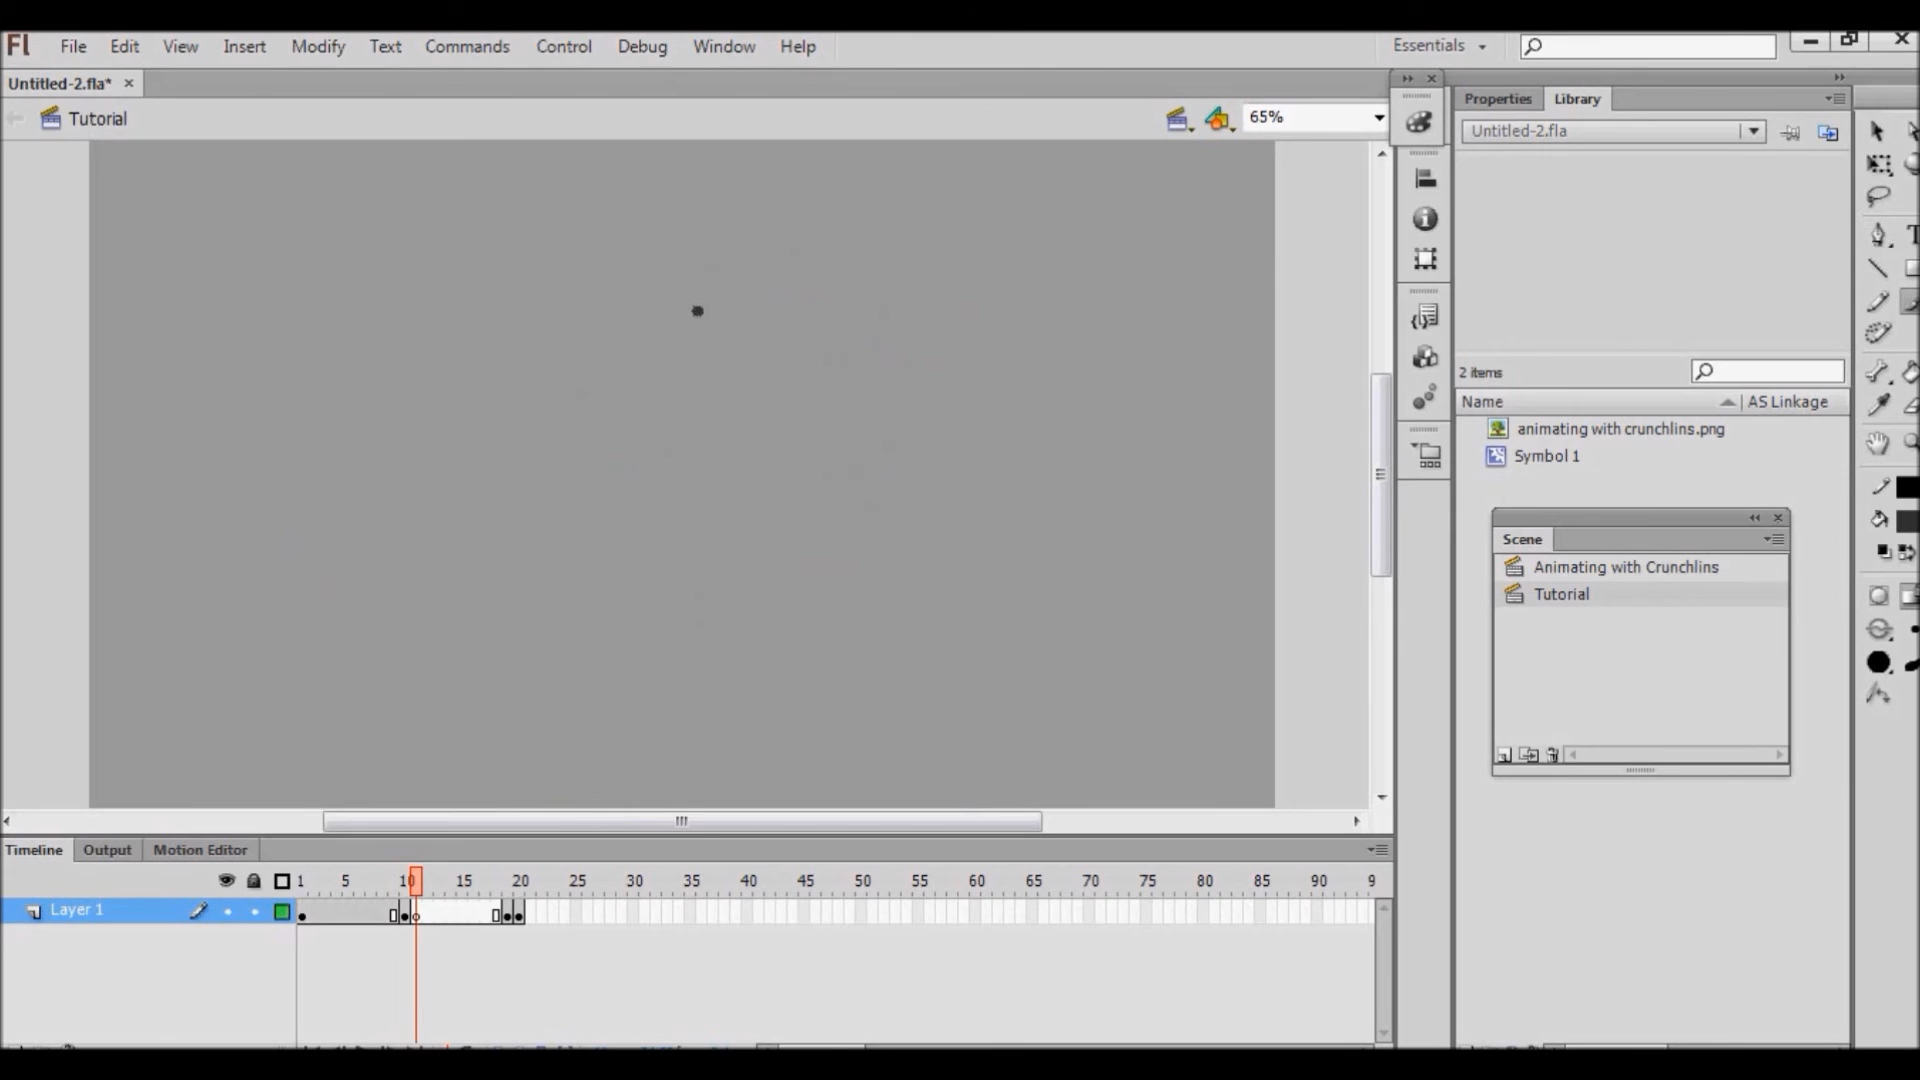 Fl File Edit View Insert Modify Text Commands Control Debug Window Help Essentials
Untitled-2.fla*
Tutorial 65%
Properties Library
Untitled-2.fla
2 items
Name AS Linkage
animating with crunchlins.png
Symbol 1
Scene
Animating with Crunchlins
Tutorial
Timeline Output Motion Editor
1 5 10 15 20 25 30 35 40 45 50 55 60 65 70 75 80 85 90 9
Layer 1